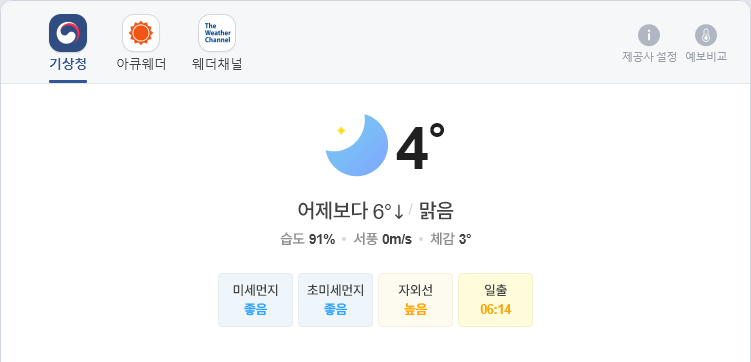 The
Weather
Channel
기상청 아큐웨더 웨더채널
제공사 설정 예보비교
4°
어제보다 6°↓ / 맑음
습도 91% • 서풍 0m/s • 체감 3°
미세먼지 초미세먼지 자외선 일출
좋음 좋음 높음 06:14